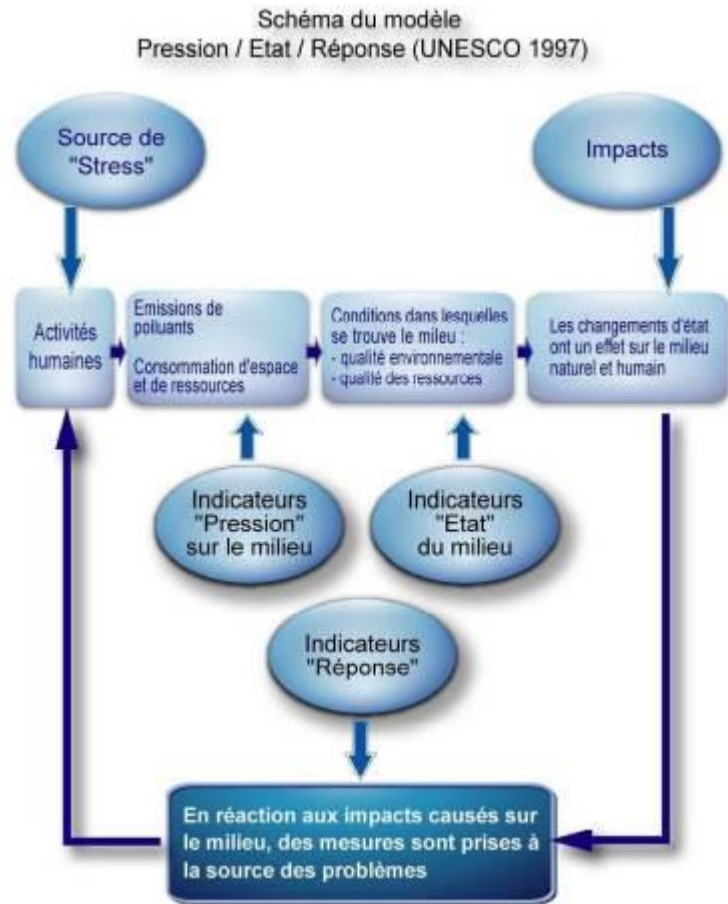 Schéma du modèle
Pression / Etat / Réponse (UNESCO 1997)
Source de
"Stress"
Impacts
Activités
humaines
Emissions de
polluants
Consommation d'espace
et de ressources
Conditions dans lesquelles
se trouve le mileu :
- qualité environnementale
- qualité des ressources
Les changements d'état
ont un effet sur le milieu
naturel et humain
Indicateurs
"Pression"
sur le milieu
Indicateurs
"Etat"
du milieu
Indicateurs
"Réponse"
En réaction aux impacts causés sur
le milieu, des mesures sont prises à
la source des problèmes